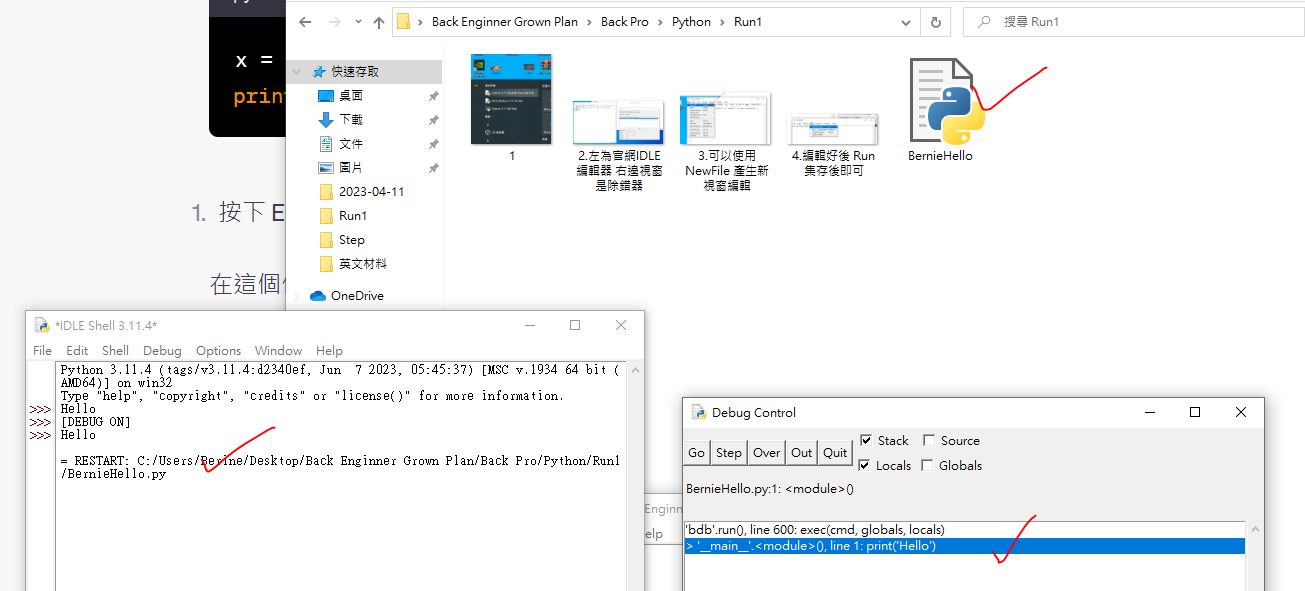 x =
prin
1. 按下 E
在這個
Back Enginner Grown Plan > Back Pro > Python > Run1
搜尋 Run1
快速存取
桌面
下載
文件
圖片
2023-04-11
Run1
Step
英文材料
OneDrive
1
2.左為官網IDLE
編輯器 右邊視窗
是除錯器
3.可以使用
NewFile 產生新
視窗編輯
4.編輯好後 Run
集存後即可
BernieHello
*IDLE Shell 3.11.4*
File Edit Shell Debug Options Window Help
Python 3.11.4 (tags/v3.11.4:d2340ef, Jun  7 2023, 05:45:37) [MSC v.1934 64 bit (
AMD64)] on win32
Type "help", "copyright", "credits" or "license()" for more information.
>>> Hello
>>> [DEBUG ON]
>>> Hello
= RESTART: C:/Users/Berine/Desktop/Back Enginner Grown Plan/Back Pro/Python/Run1
/BernieHello.py
Enginn
elp
Debug Control
Go Step Over Out Quit
Stack Source
Locals Globals
BernieHello.py:1: <module>()
'bdb'.run(), line 600: exec(cmd, globals, locals)
> '__main__'.<module>(), line 1: print('Hello')